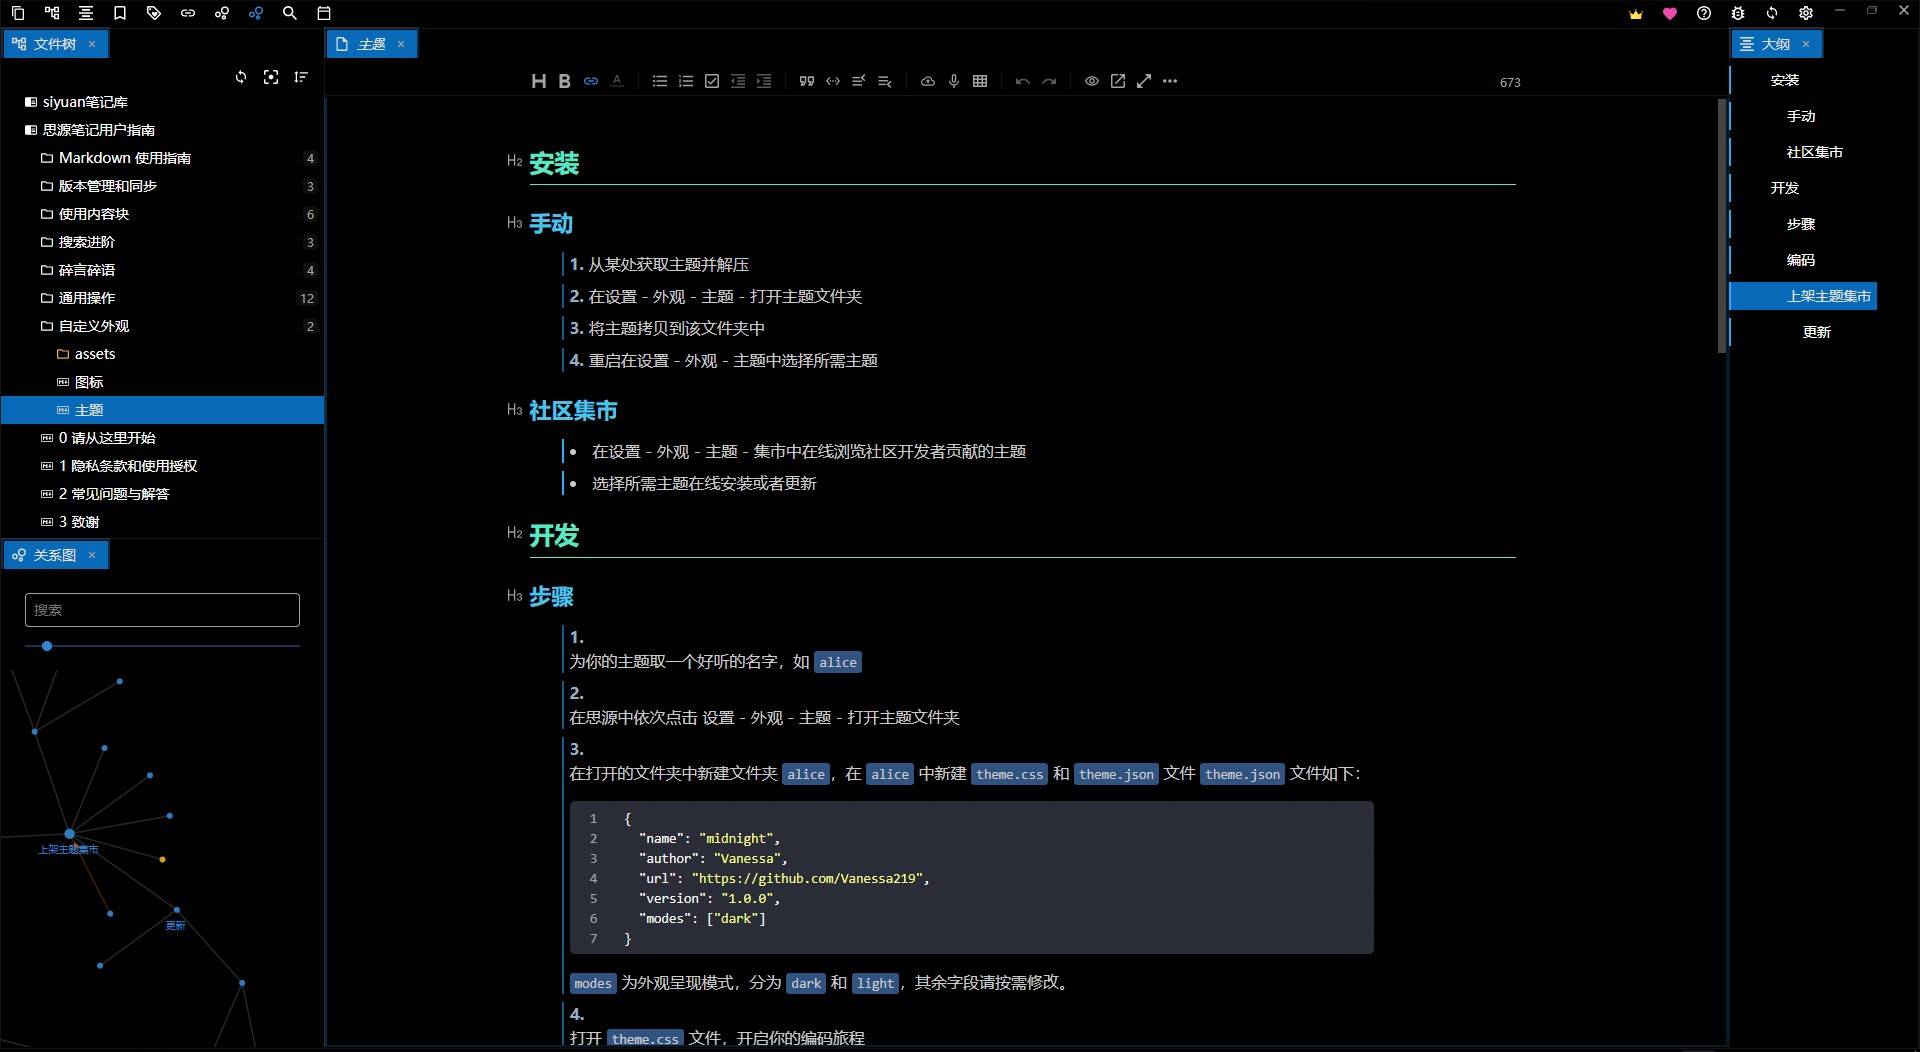 文件树
主题
大纲
673
siyuan笔记库
思源笔记用户指南
Markdown 使用指南 4
版本管理和同步 3
使用内容块 6
搜索进阶 3
碎言碎语 4
通用操作 12
自定义外观 2
assets
图标
主题
0 请从这里开始
1 隐私条款和使用授权
2 常见问题与解答
3 致谢
关系图
搜索
上架主题集市
更新
H2 安装
H3 手动
1. 从某处获取主题并解压
2. 在设置 - 外观 - 主题 - 打开主题文件夹
3. 将主题拷贝到该文件夹中
4. 重启在设置 - 外观 - 主题中选择所需主题
H3 社区集市
在设置 - 外观 - 主题 - 集市中在线浏览社区开发者贡献的主题
选择所需主题在线安装或者更新
H2 开发
H3 步骤
1.
为你的主题取一个好听的名字，如 alice
2.
在思源中依次点击 设置 - 外观 - 主题 - 打开主题文件夹
3.
在打开的文件夹中新建文件夹 alice，在 alice 中新建 theme.css 和 theme.json 文件 theme.json 文件如下：
1 {
2 "name": "midnight",
3 "author": "Vanessa",
4 "url": "https://github.com/Vanessa219",
5 "version": "1.0.0",
6 "modes": ["dark"]
7 }
modes 为外观呈现模式，分为 dark 和 light，其余字段请按需修改。
4.
打开 theme.css 文件，开启你的编码旅程
安装
手动
社区集市
开发
步骤
编码
上架主题集市
更新